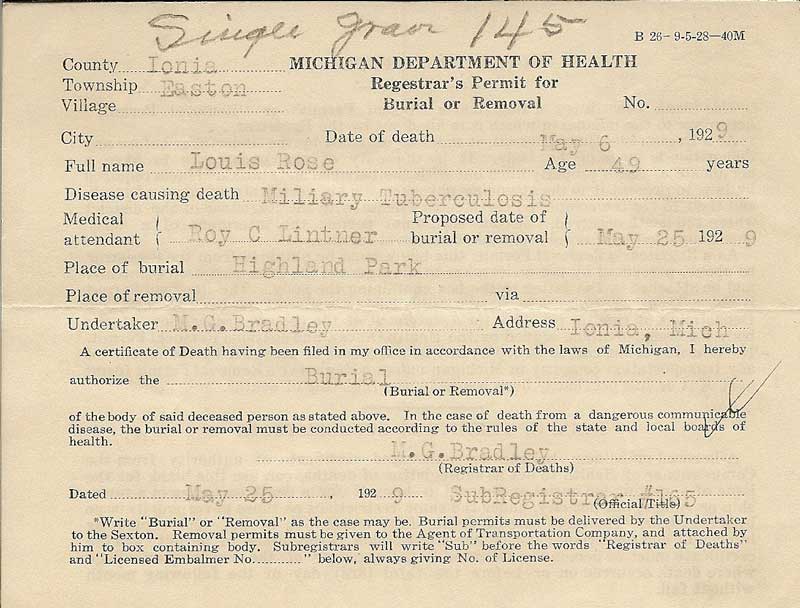 Single Grave 145
B 26-9-5-28-40M
County Ionia MICHIGAN DEPARTMENT OF HEALTH
Township Easton Regestrar's Permit for
Village Burial or Removal No.
City Date of death May 6, 1929
Full name Louis Rose Age 49 years
Disease causing death Miliary Tuberculosis
Medical Proposed date of
attendant Roy C Lintner burial or removal May 25 1929
Place of burial Highland Park
Place of removal via
Undertaker M.G.Bradley Address Ionia, Mich
A certificate of Death having been filed in my office in accordance with the laws of Michigan, I hereby
authorize the Burial
(Burial or Removal*)
of the body of said deceased person as stated above. In the case of death from a dangerous communicable
disease, the burial or removal must be conducted according to the rules of the state and local boards of
health.
M.G.Bradley
(Registrar of Deaths)
Dated May 25, 1929 SubRegistrar #165
(Official Title)
*Write "Burial" or "Removal" as the case may be. Burial permits must be delivered by the Undertaker
to the Sexton. Removal permits must be given to the Agent of Transportation Company, and attached by
him to box containing body. Subregistrars will write "Sub" before the words "Registrar of Deaths"
and "Licensed Embalmer No..........." below, always giving No. of License.